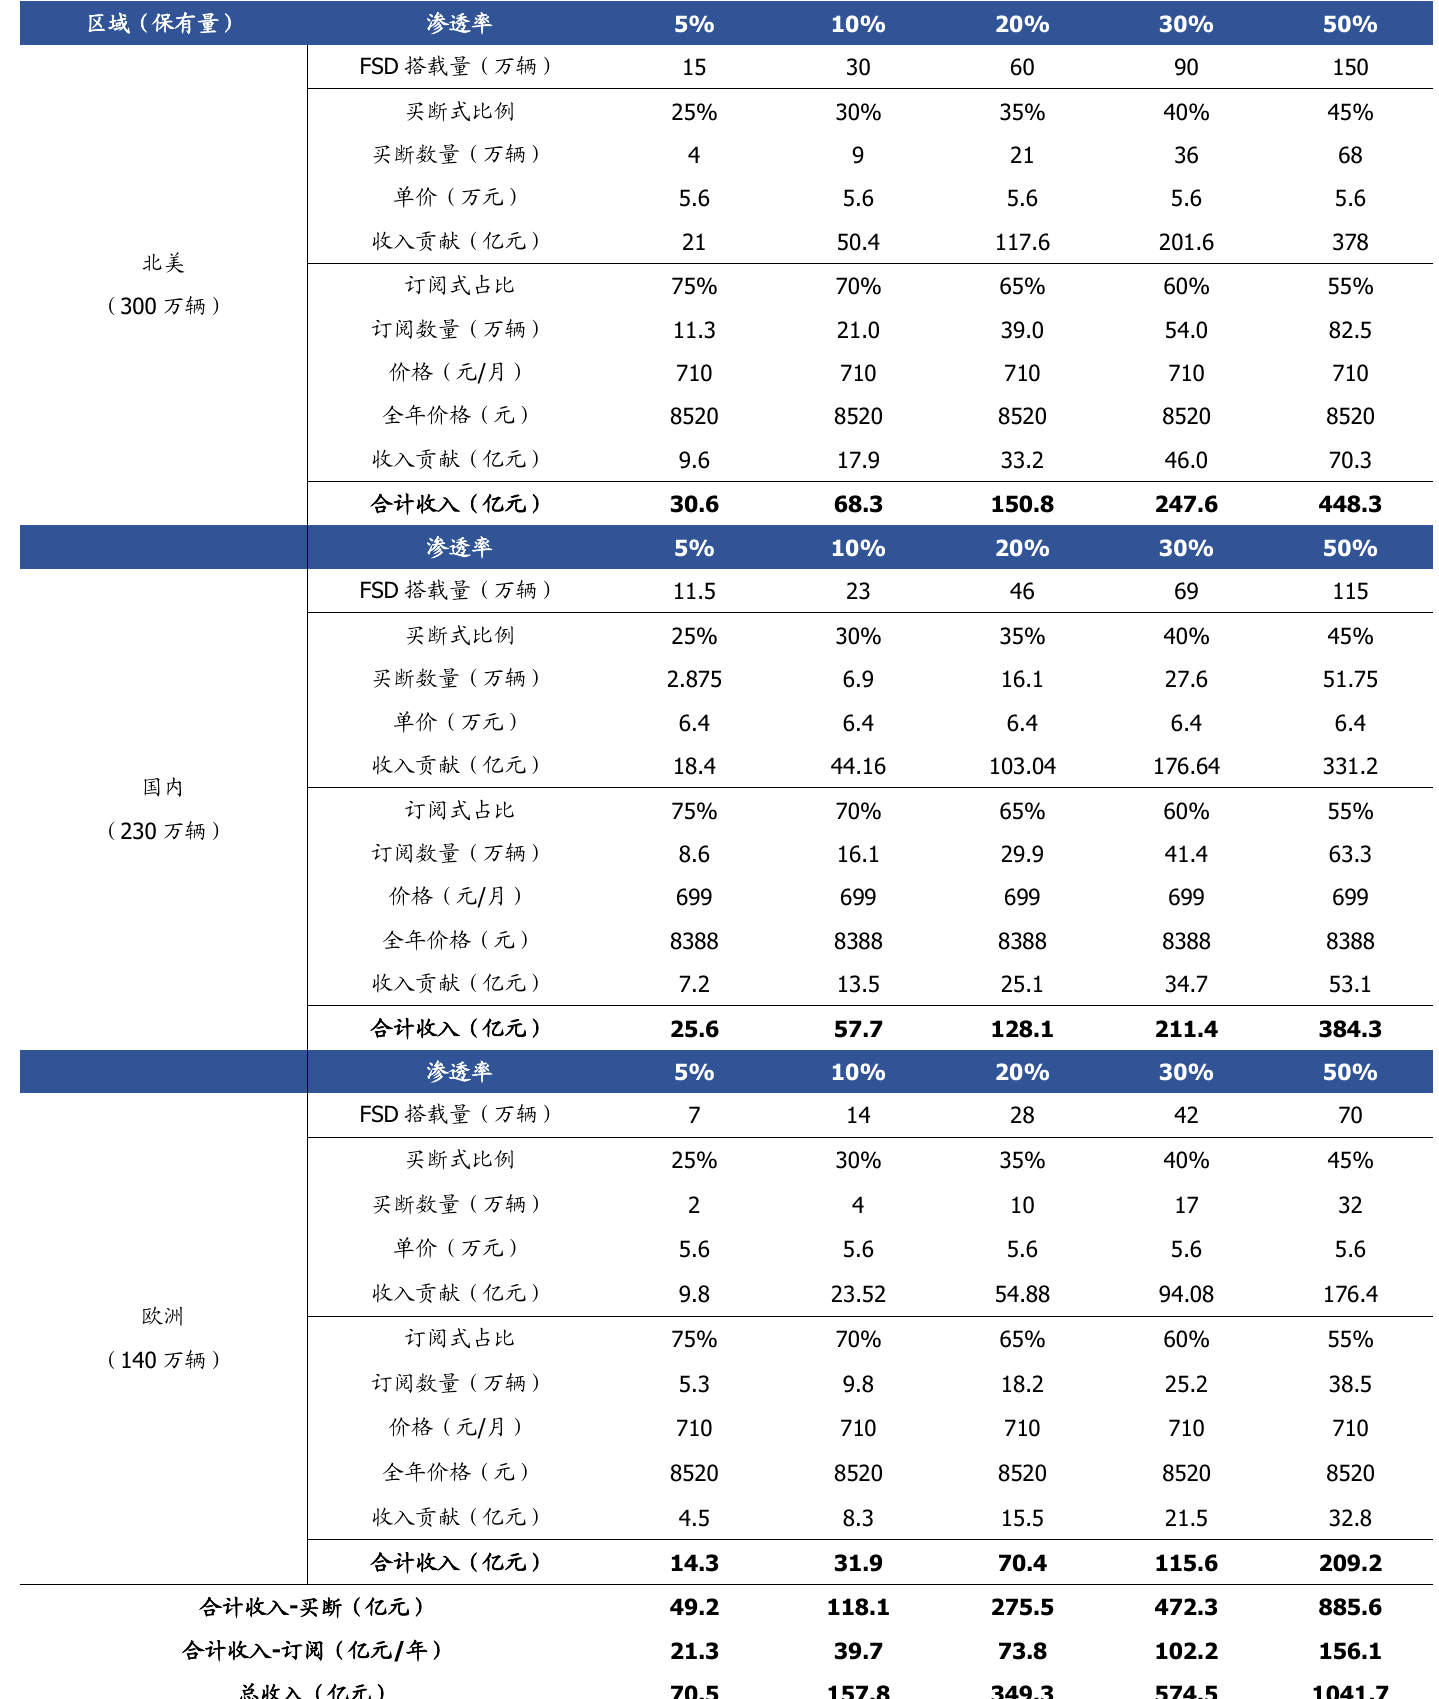 区域（保有量） 渗透率 5% 10% 20% 30% 50%
FSD 搭载量（万辆） 15 30 60 90 150
买断式比例 25% 30% 35% 40% 45%
买断数量（万辆） 4 9 21 36 68
单价（万元） 5.6 5.6 5.6 5.6 5.6
收入贡献（亿元） 21 50.4 117.6 201.6 378
北美
（300 万辆）
订阅式占比 75% 70% 65% 60% 55%
订阅数量（万辆） 11.3 21.0 39.0 54.0 82.5
价格（元/月） 710 710 710 710 710
全年价格（元） 8520 8520 8520 8520 8520
收入贡献（亿元） 9.6 17.9 33.2 46.0 70.3
合计收入（亿元） 30.6 68.3 150.8 247.6 448.3
渗透率 5% 10% 20% 30% 50%
FSD 搭载量（万辆） 11.5 23 46 69 115
买断式比例 25% 30% 35% 40% 45%
买断数量（万辆） 2.875 6.9 16.1 27.6 51.75
单价（万元） 6.4 6.4 6.4 6.4 6.4
收入贡献（亿元） 18.4 44.16 103.04 176.64 331.2
国内
（230 万辆）
订阅式占比 75% 70% 65% 60% 55%
订阅数量（万辆） 8.6 16.1 29.9 41.4 63.3
价格（元/月） 699 699 699 699 699
全年价格（元） 8388 8388 8388 8388 8388
收入贡献（亿元） 7.2 13.5 25.1 34.7 53.1
合计收入（亿元） 25.6 57.7 128.1 211.4 384.3
渗透率 5% 10% 20% 30% 50%
FSD 搭载量（万辆） 7 14 28 42 70
买断式比例 25% 30% 35% 40% 45%
买断数量（万辆） 2 4 10 17 32
单价（万元） 5.6 5.6 5.6 5.6 5.6
收入贡献（亿元） 9.8 23.52 54.88 94.08 176.4
欧洲
（140 万辆）
订阅式占比 75% 70% 65% 60% 55%
订阅数量（万辆） 5.3 9.8 18.2 25.2 38.5
价格（元/月） 710 710 710 710 710
全年价格（元） 8520 8520 8520 8520 8520
收入贡献（亿元） 4.5 8.3 15.5 21.5 32.8
合计收入（亿元） 14.3 31.9 70.4 115.6 209.2
合计收入-买断（亿元） 49.2 118.1 275.5 472.3 885.6
合计收入-订阅（亿元/年） 21.3 39.7 73.8 102.2 156.1
总收入（亿元） 70.5 157.8 349.3 574.5 1041.7